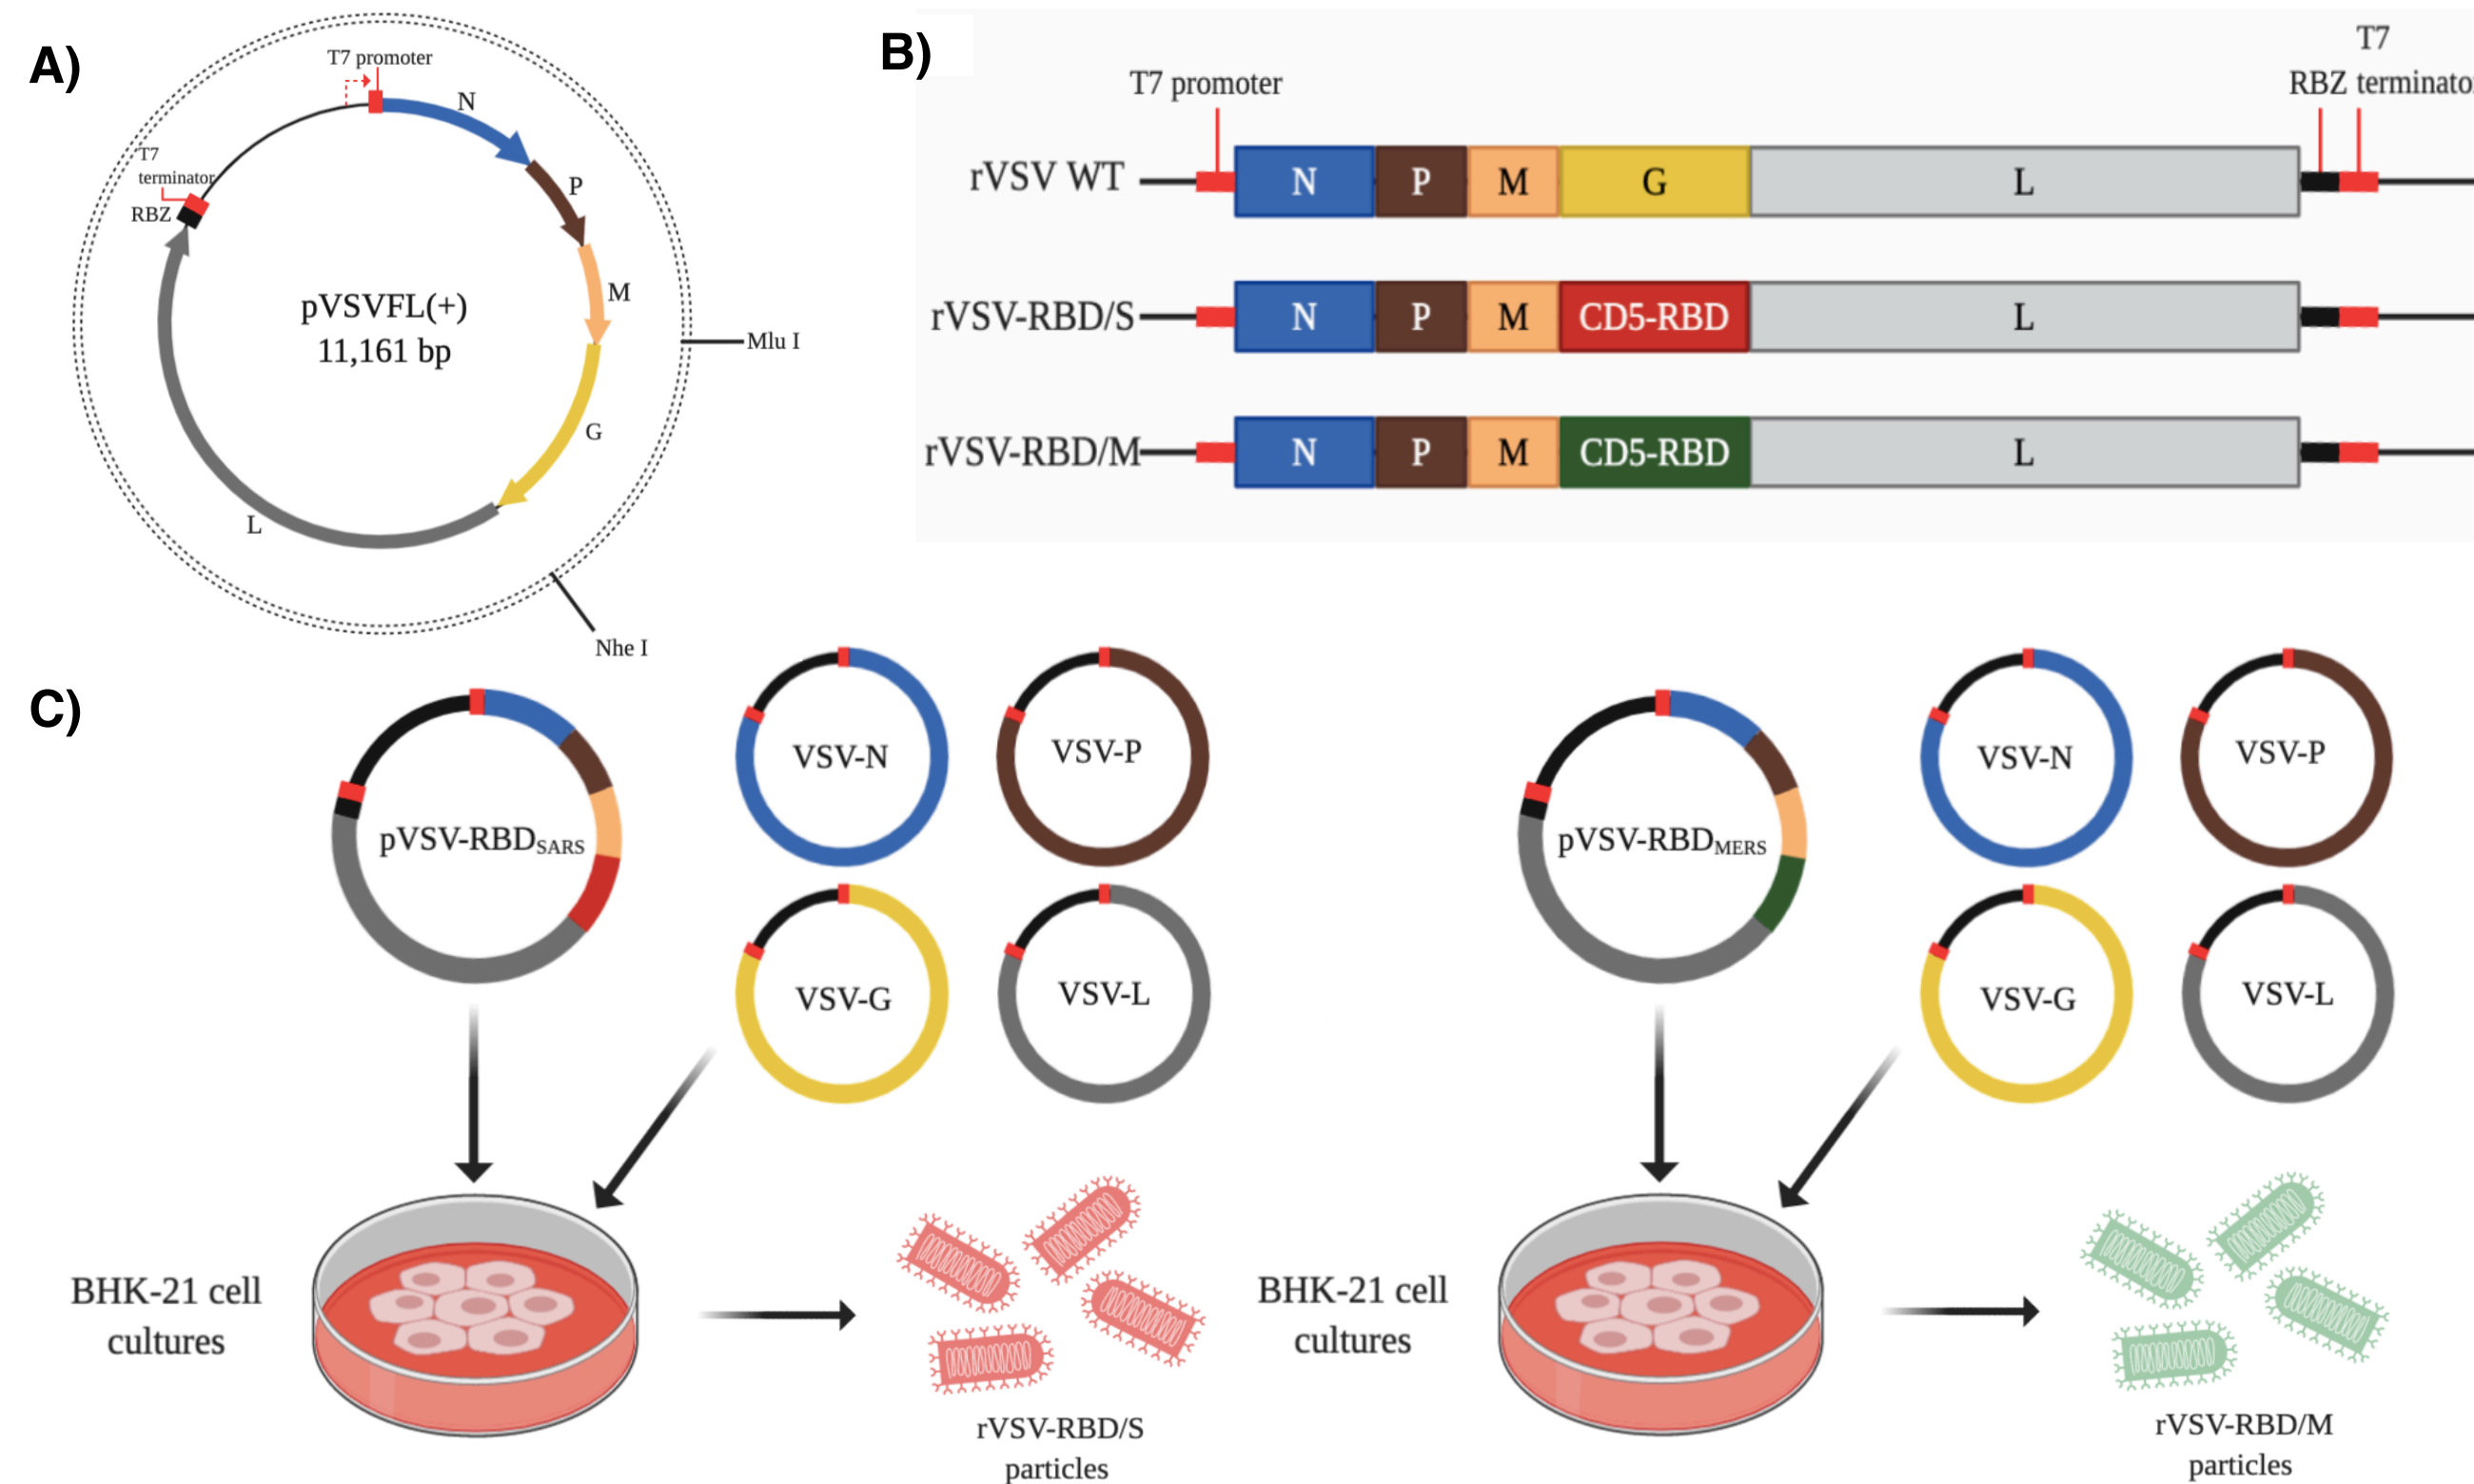 A)
T7 promoter
N
P
M
G
L
T7
terminator
RBZ
pVSVFL(+)
11,161 bp
Mlu I
Nhe I
B)
T7 promoter
T7
RBZ terminato
rVSV WT N P M G L
rVSV-RBD/S N P M CD5-RBD L
rVSV-RBD/M N P M CD5-RBD L
C)
pVSV-RBDSARS
VSV-N
VSV-P
VSV-G
VSV-L
BHK-21 cell
cultures
rVSV-RBD/S
particles
pVSV-RBDMERS
VSV-N
VSV-P
VSV-G
VSV-L
BHK-21 cell
cultures
rVSV-RBD/M
particles